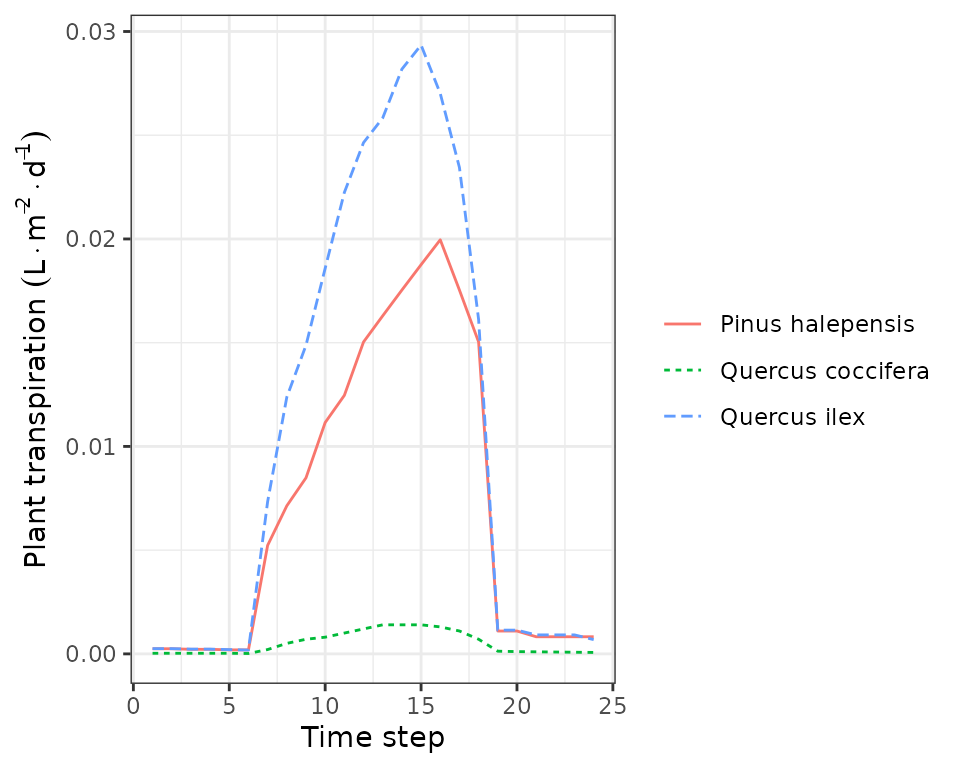 Plant transpiration (L·m⁻²·d⁻¹)
0.03
0.02
0.01
0.00
0 5 10 15 20 25
Time step
Pinus halepensis
Quercus coccifera
Quercus ilex